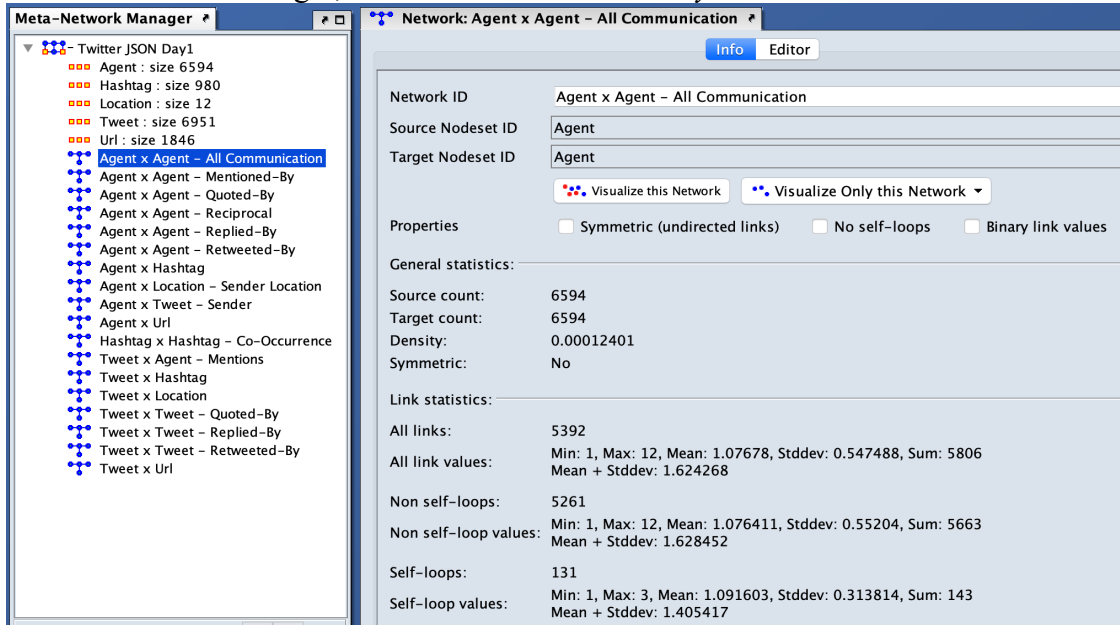 Meta-Network Manager
Twitter JSON Day1
Agent : size 6594
Hashtag : size 980
Location : size 12
Tweet : size 6951
Url : size 1846
Agent x Agent – All Communication
Agent x Agent – Mentioned-By
Agent x Agent – Quoted-By
Agent x Agent – Reciprocal
Agent x Agent – Replied-By
Agent x Agent – Retweeted-By
Agent x Hashtag
Agent x Location – Sender Location
Agent x Tweet – Sender
Agent x Url
Hashtag x Hashtag – Co-Occurrence
Tweet x Agent – Mentions
Tweet x Hashtag
Tweet x Location
Tweet x Tweet – Quoted-By
Tweet x Tweet – Replied-By
Tweet x Tweet – Retweeted-By
Tweet x Url
Network: Agent x Agent – All Communication
Info Editor
Network ID Agent x Agent – All Communication
Source Nodeset ID Agent
Target Nodeset ID Agent
Visualize this Network Visualize Only this Network
Properties Symmetric (undirected links) No self-loops Binary link values
General statistics:
Source count: 6594
Target count: 6594
Density: 0.00012401
Symmetric: No
Link statistics:
All links: 5392
All link values: Min: 1, Max: 12, Mean: 1.07678, Stddev: 0.547488, Sum: 5806
Mean + Stddev: 1.624268
Non self-loops: 5261
Non self-loop values: Min: 1, Max: 12, Mean: 1.076411, Stddev: 0.55204, Sum: 5663
Mean + Stddev: 1.628452
Self-loops: 131
Self-loop values: Min: 1, Max: 3, Mean: 1.091603, Stddev: 0.313814, Sum: 143
Mean + Stddev: 1.405417